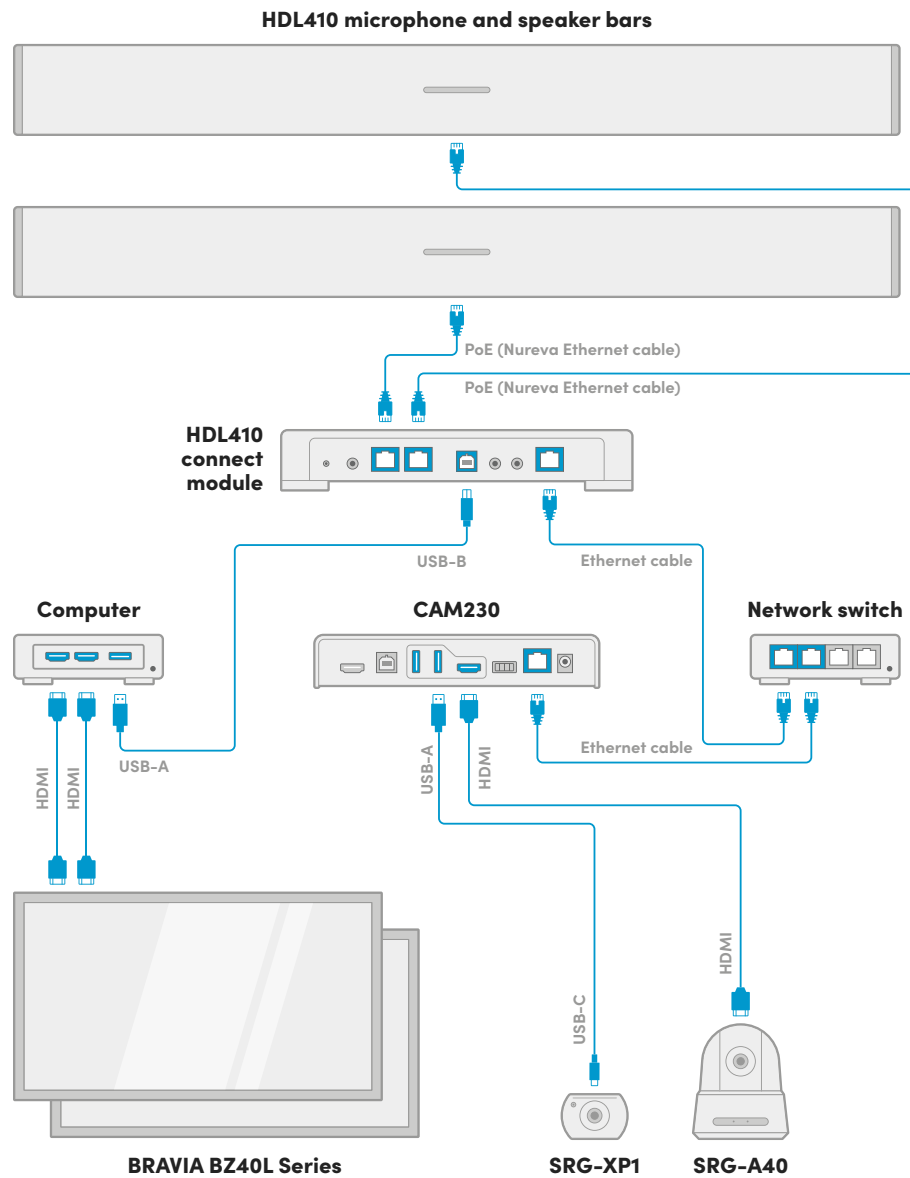 HDL410 microphone and speaker bars
PoE (Nureva Ethernet cable)
PoE (Nureva Ethernet cable)
HDL410
connect
module
USB-B
Ethernet cable
Computer
CAM230
Network switch
USB-A
Ethernet cable
HDMI
HDMI
USB-A
HDMI
HDMI
USB-C
BRAVIA BZ40L Series
SRG-XP1
SRG-A40